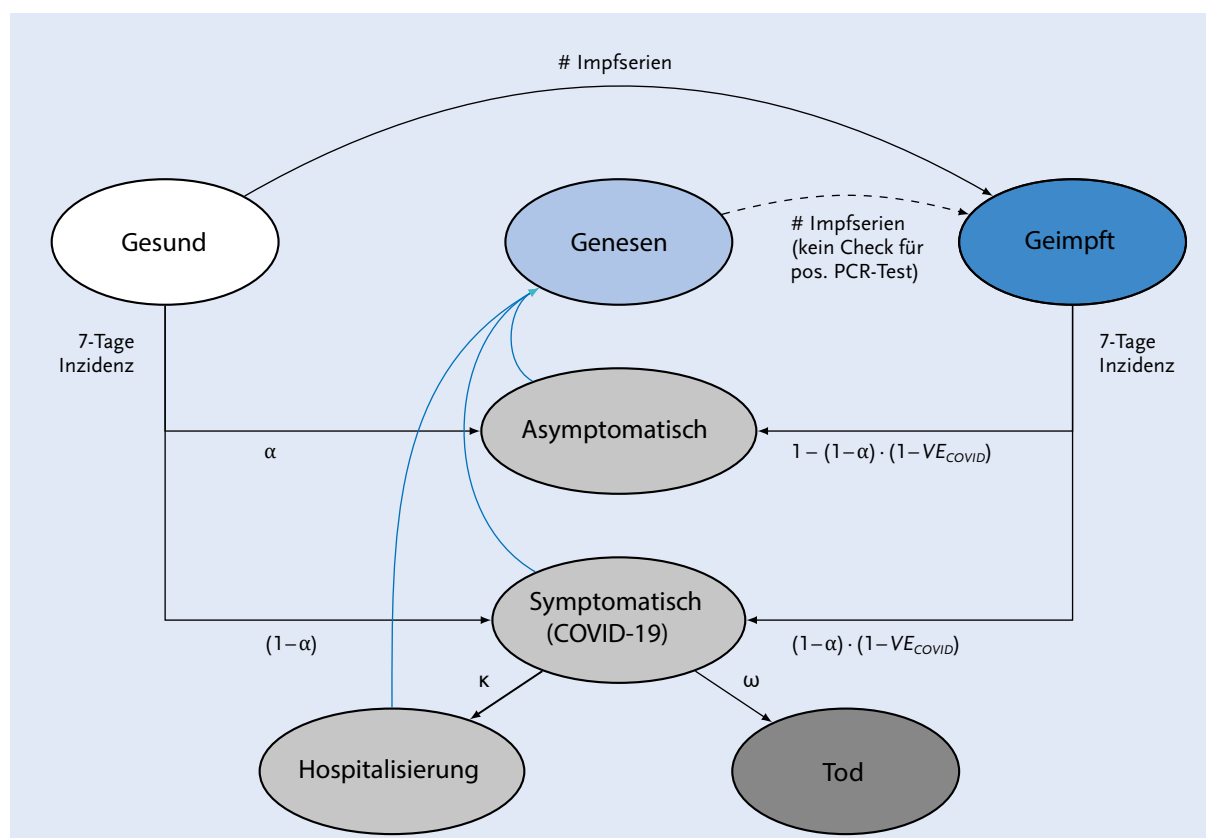 # Impfserien
Gesund
Genesen
# Impfserien
(kein Check für
pos. PCR-Test)
Geimpft
7-Tage
Inzidenz
7-Tage
Inzidenz
Asymptomatisch
α
1 – (1–α) · (1–VE_COVID)
Symptomatisch
(COVID-19)
(1–α)
(1–α) · (1–VE_COVID)
κ
ω
Hospitalisierung
Tod